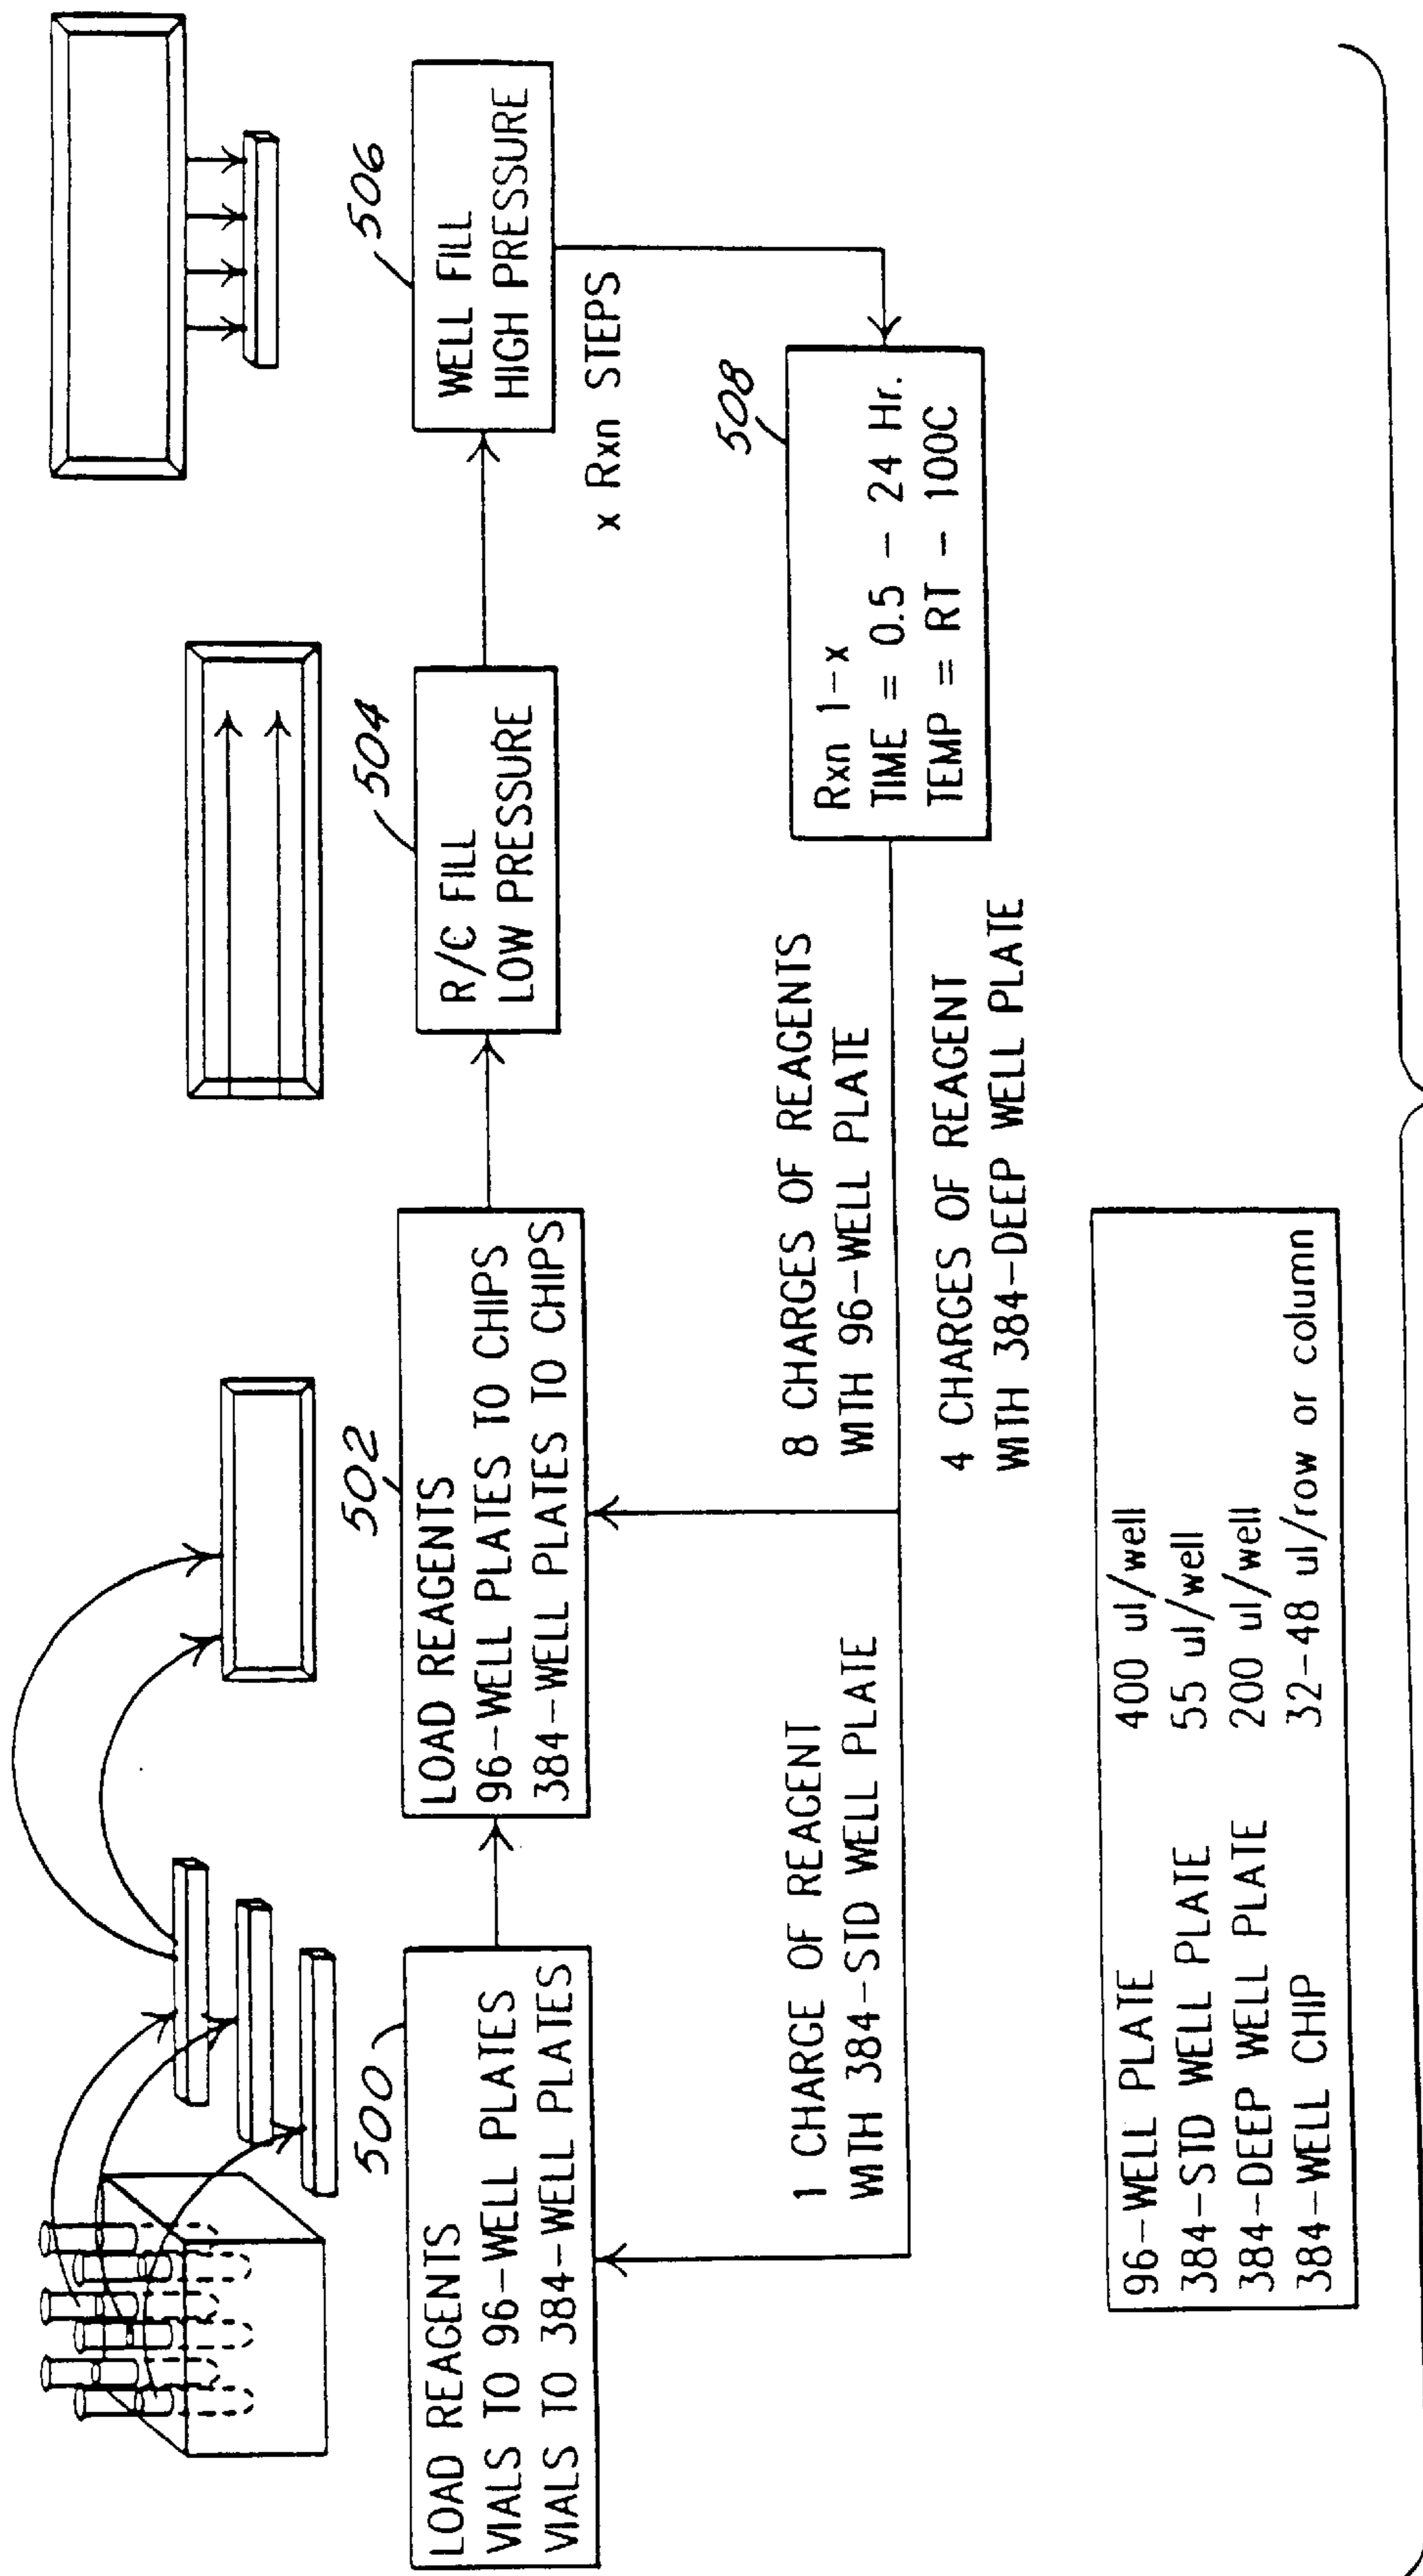 500
LOAD REAGENTS
VIALS TO 96-WELL PLATES
VIALS TO 384-WELL PLATES
502
LOAD REAGENTS
96-WELL PLATES TO CHIPS
384-WELL PLATES TO CHIPS
504
R/C FILL
LOW PRESSURE
506
WELL FILL
HIGH PRESSURE
x Rxn STEPS
508
Rxn 1-x
TIME = 0.5 - 24 Hr.
TEMP = RT - 100C
8 CHARGES OF REAGENTS
WITH 96-WELL PLATE
4 CHARGES OF REAGENT
WITH 384-DEEP WELL PLATE
1 CHARGE OF REAGENT
WITH 384-STD WELL PLATE
96-WELL PLATE 400 ul/well
384-STD WELL PLATE 55 ul/well
384-DEEP WELL PLATE 200 ul/well
384-WELL CHIP 32-48 ul/row or column